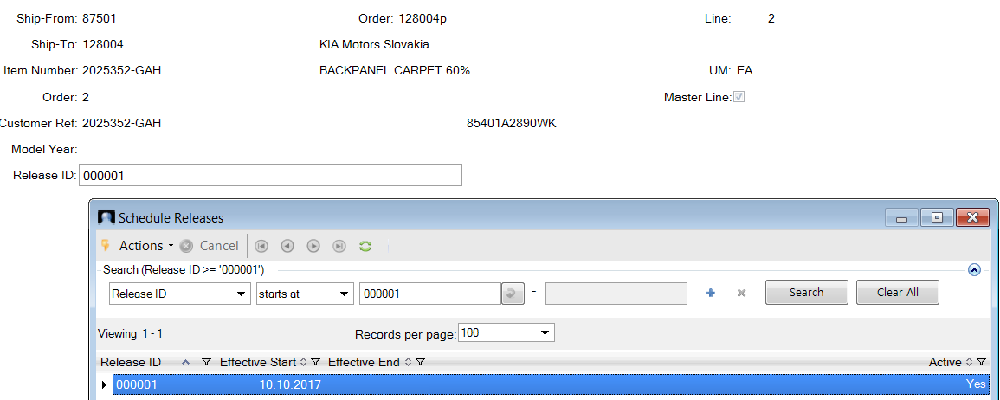 Ship-From: 87501 Order: 128004p Line: 2
Ship-To: 128004 KIA Motors Slovakia
Item Number: 2025352-GAH BACKPANEL CARPET 60% UM: EA
Order: 2 Master Line:
Customer Ref: 2025352-GAH 85401A2890WK
Model Year:
Release ID: 000001
Schedule Releases
Actions Cancel
Search (Release ID >= '000001')
Release ID starts at 000001 - Search Clear All
Viewing 1 - 1 Records per page: 100
Release ID Effective Start Effective End Active
000001 10.10.2017 Yes